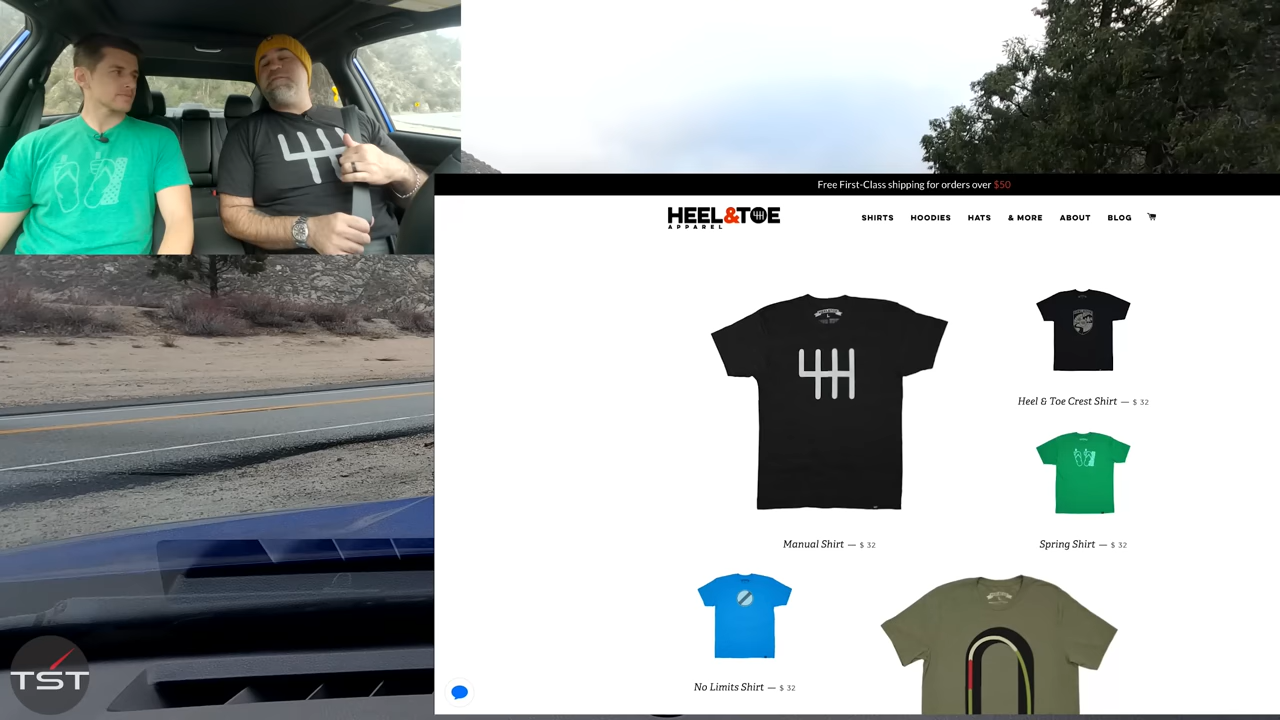 Free First-Class shipping for orders over $50
HEEL&TOE
APPAREL
SHIRTS
HOODIES
HATS
& MORE
ABOUT
BLOG
Heel & Toe Crest Shirt — $ 32
Manual Shirt — $ 32
Spring Shirt — $ 32
No Limits Shirt — $ 32
TST